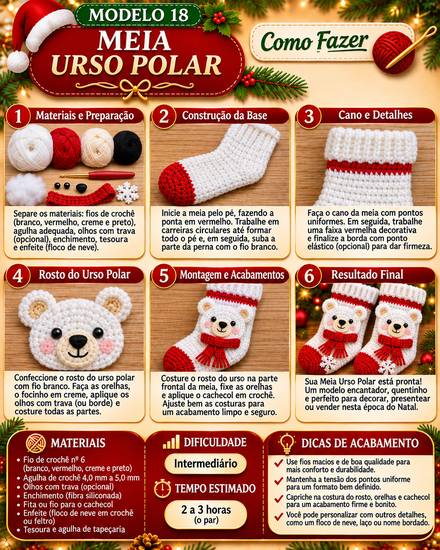 MODELO 18
MEIA
URSO POLAR
Como Fazer
1 Materiais e Preparação
Separe os materiais: fios de crochê
(branco, vermelho, creme e preto),
agulha adequada, olhos com trava
(opcional), enchimento, tesoura
e enfeite (floco de neve).
2 Construção da Base
Inicie a meia pelo pé, fazendo a
ponta em vermelho. Trabalhe em
carreiras circulares até formar
todo o pé e, em seguida, suba a
parte da perna com o fio branco.
3 Cano e Detalhes
Faça o cano da meia com pontos
uniformes. Em seguida, trabalhe
uma faixa vermelha decorativa
e finalize a borda com ponto
elástico (opcional) para dar firmeza.
4 Rosto do Urso Polar
Confeccione o rosto do urso polar
com fio branco. Faça as orelhas,
o focinho em creme, aplique os
olhos com trava (ou borde) e
costure todas as partes.
5 Montagem e Acabamentos
Costure o rosto do urso na parte
frontal da meia, fixe as orelhas
e aplique o cachecol em crochê.
Ajuste bem as costuras para
um acabamento limpo e seguro.
6 Resultado Final
Sua Meia Urso Polar está pronta!
Um modelo encantador, quentinho
e perfeito para decorar, presentear
ou vender nesta época do Natal.
MATERIAIS
• Fio de crochê nº 6
(branco, vermelho, creme e preto)
• Agulha de crochê 4,0 mm a 5,0 mm
• Olhos com trava (opcional)
• Enchimento (fibra siliconada)
• Fita ou fio para o cachecol
• Enfeite (floco de neve em crochê
ou feltro)
• Tesoura e agulha de tapeçaria
DIFICULDADE
Intermediário
TEMPO ESTIMADO
2 a 3 horas
(o par)
DICAS DE ACABAMENTO
Use fios macios e de boa qualidade para
mais conforto e durabilidade.
Mantenha a tensão dos pontos uniforme
para um formato bem definido.
Capriche na costura do rosto, orelhas e cachecol
para um acabamento firme e bonito.
Você pode personalizar com outros detalhes,
como um floco de neve, laço ou nome bordado.